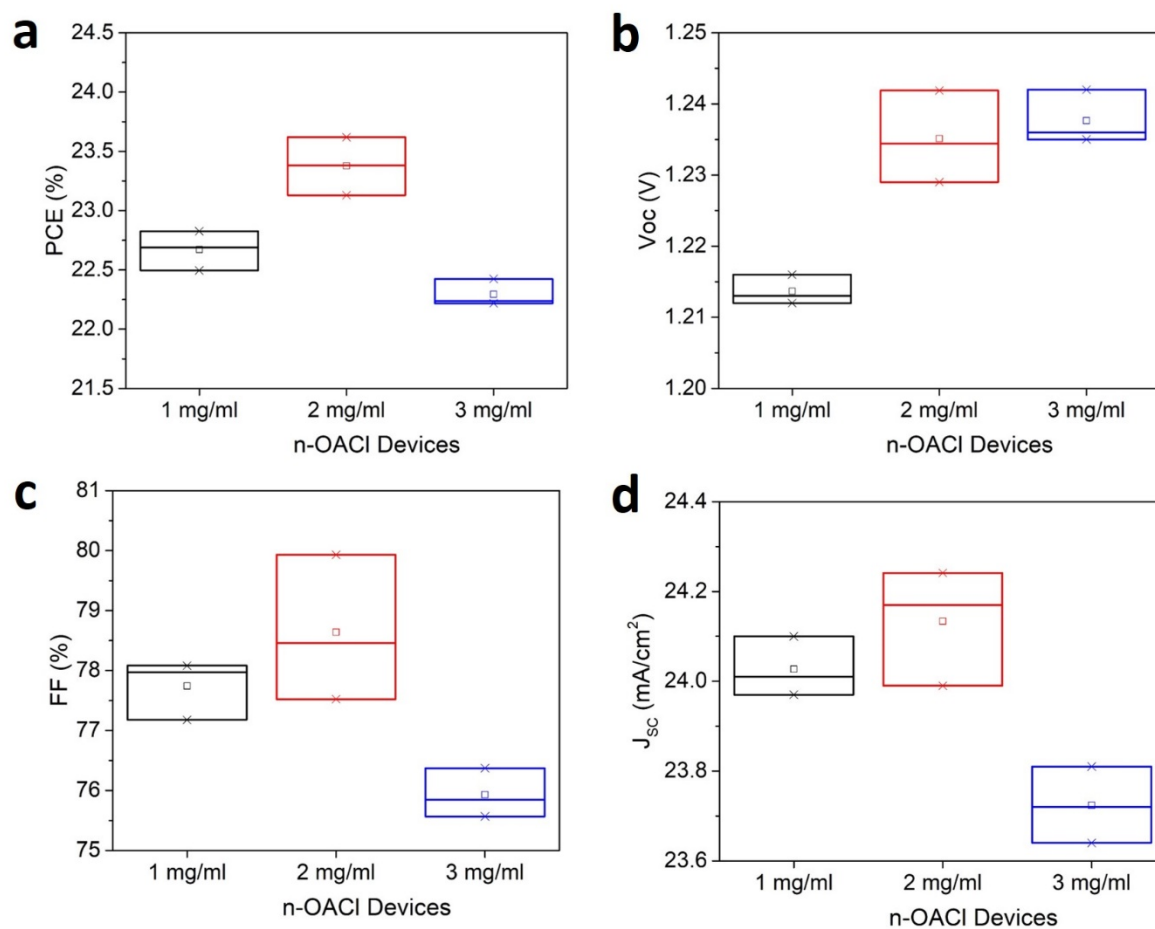 a
24.5
24.0
23.5
23.0
22.5
22.0
21.5
PCE (%)
1 mg/ml 2 mg/ml 3 mg/ml
n-OACl Devices
b
1.25
1.24
1.23
1.22
1.21
1.20
Voc (V)
1 mg/ml 2 mg/ml 3 mg/ml
n-OACl Devices
c
81
80
79
78
77
76
75
FF (%)
1 mg/ml 2 mg/ml 3 mg/ml
n-OACl Devices
d
24.4
24.2
24.0
23.8
23.6
J_SC (mA/cm²)
1 mg/ml 2 mg/ml 3 mg/ml
n-OACl Devices